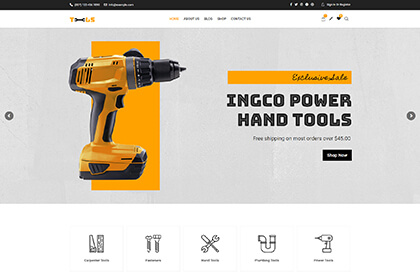 (887) 123 456 7890
info@example.com
Sign In Register
TOOLS
HOME
ABOUT US
BLOG
SHOP
CONTACT US
Exclusive Sale
INGCO POWER
HAND TOOLS
Free shipping on most orders over $45.00
Shop Now
Carpenter Tools
Fasteners
Hand Tools
Plumbing Tools
Power Tools